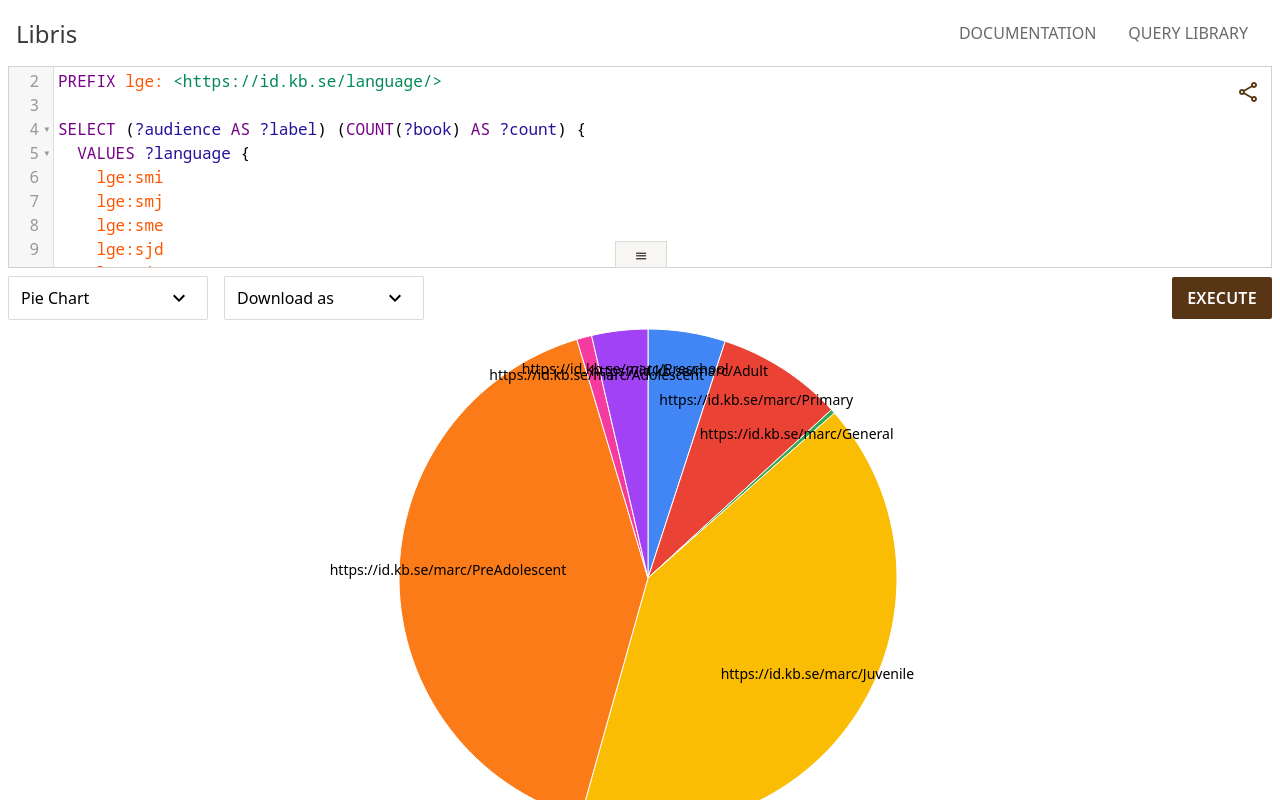 Libris
DOCUMENTATION
QUERY LIBRARY
2 PREFIX lge: <https://id.kb.se/language/>
3
4 SELECT (?audience AS ?label) (COUNT(?book) AS ?count) {
5 VALUES ?language {
6 lge:smi
7 lge:smj
8 lge:sme
9 lge:sjd
Pie Chart
Download as
EXECUTE
https://id.kb.se/marc/Preschool
https://id.kb.se/marc/Adult
https://id.kb.se/marc/Adolescent
https://id.kb.se/marc/Primary
https://id.kb.se/marc/General
https://id.kb.se/marc/PreAdolescent
https://id.kb.se/marc/Juvenile